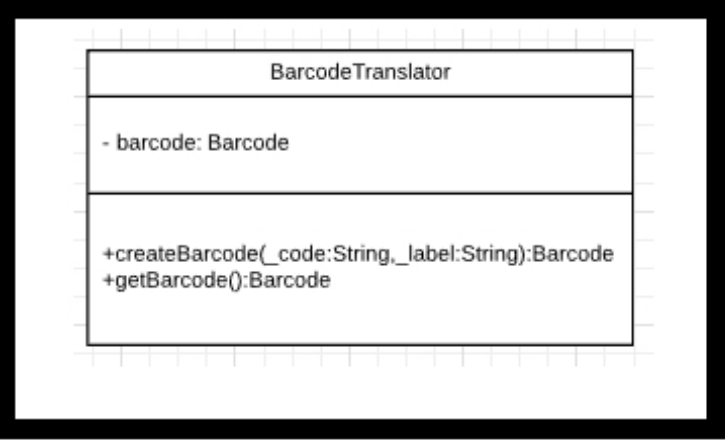 BarcodeTranslator
- barcode: Barcode
+createBarcode(_code:String,_label:String):Barcode
+getBarcode():Barcode